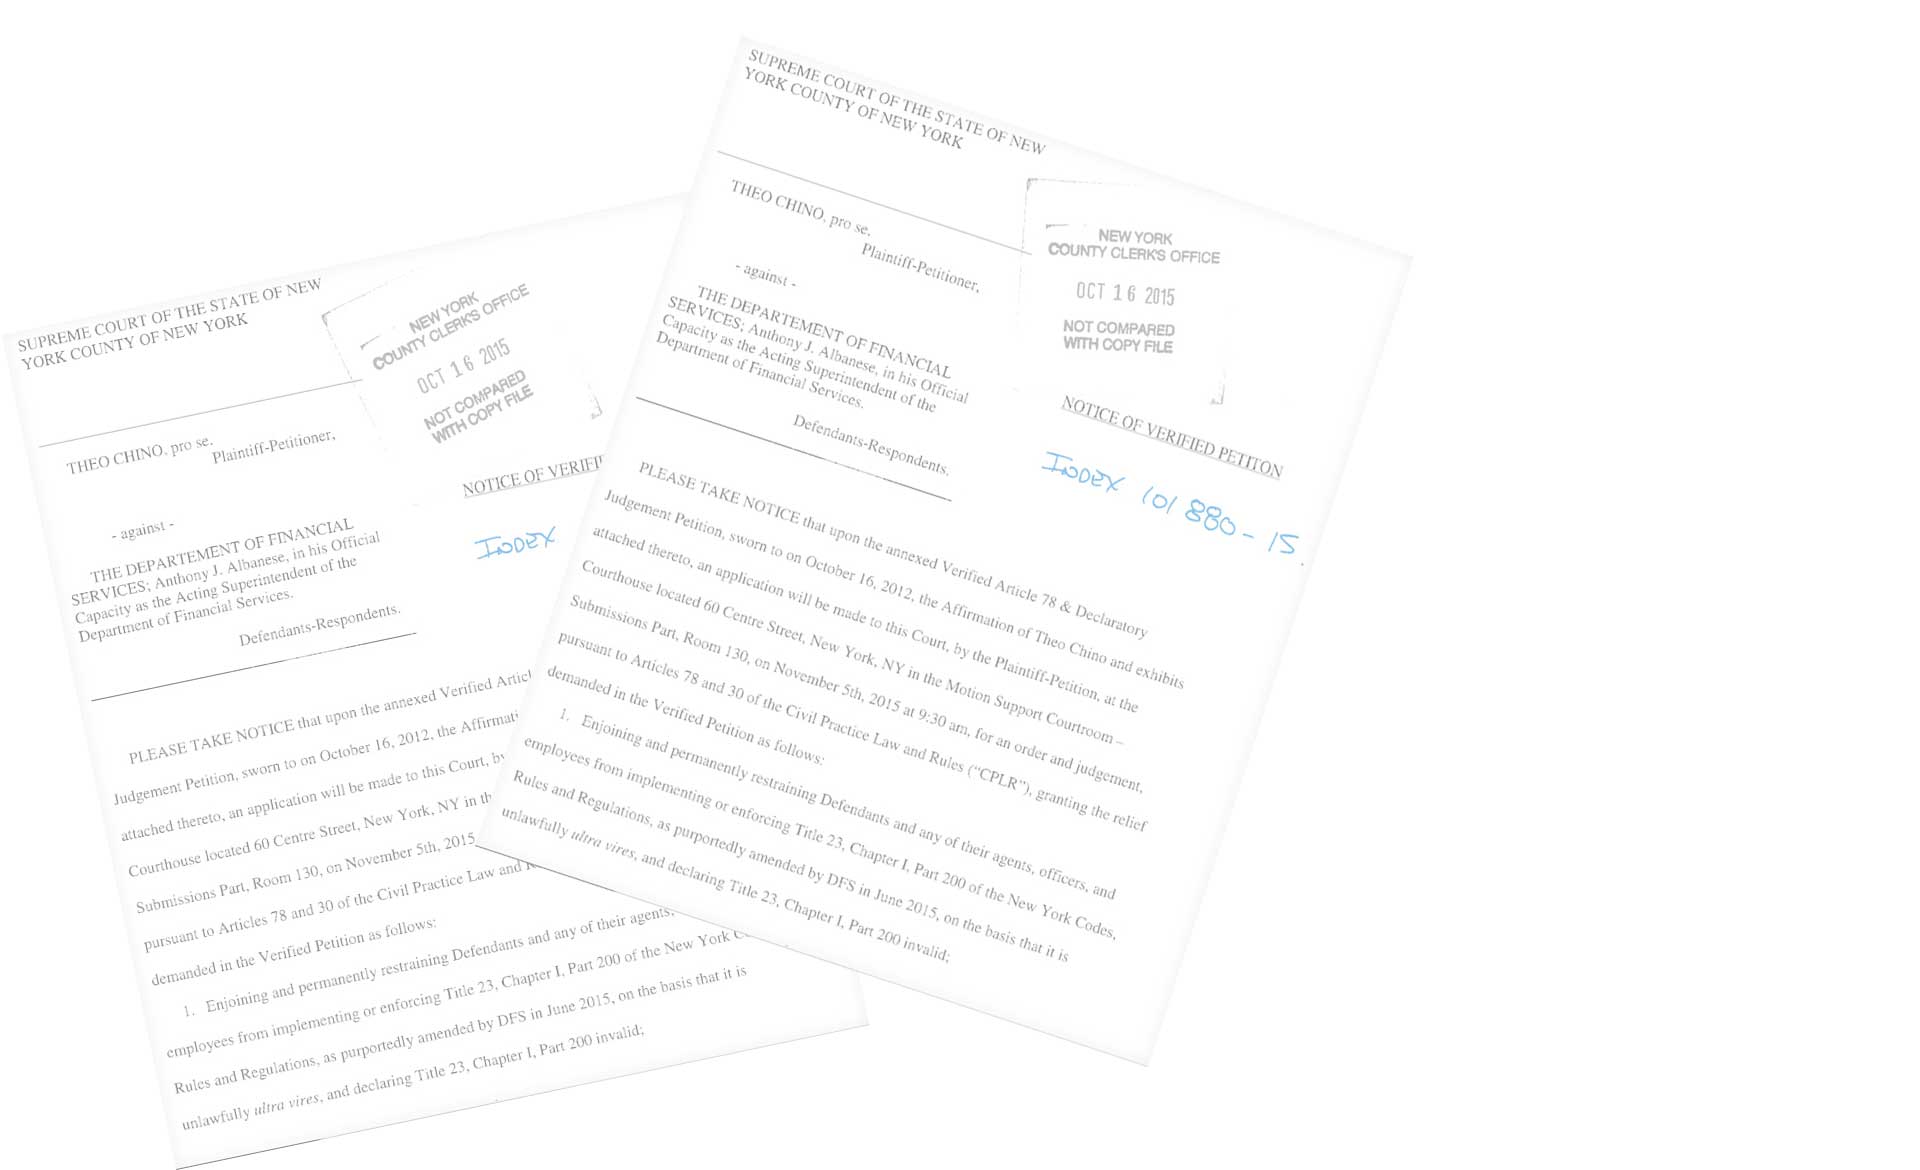 SUPREME COURT OF THE STATE OF NEW
YORK COUNTY OF NEW YORK
THEO CHINO, pro se,
Plaintiff-Petitioner,
- against -
THE DEPARTEMENT OF FINANCIAL
SERVICES; Anthony J. Albanese, in his Official
Capacity as the Acting Superintendent of the
Department of Financial Services.
Defendants-Respondents.
NEW YORK
COUNTY CLERKS OFFICE
OCT 16 2015
NOT COMPARED
WITH COPY FILE
NOTICE OF VERIFI
INDEX
PLEASE TAKE NOTICE that upon the annexed Verified Artic
Judgement Petition, sworn to on October 16, 2012, the Affirmati
attached thereto, an application will be made to this Court, by
Courthouse located 60 Centre Street, New York, NY in th
Submissions Part, Room 130, on November 5th, 2015
pursuant to Articles 78 and 30 of the Civil Practice Law and
demanded in the Verified Petition as follows:
1. Enjoining and permanently restraining Defendants and any of their agents,
employees from implementing or enforcing Title 23, Chapter I, Part 200 of the New York C
Rules and Regulations, as purportedly amended by DFS in June 2015, on the basis that it is
unlawfully ultra vires, and declaring Title 23, Chapter I, Part 200 invalid;
SUPREME COURT OF THE STATE OF NEW
YORK COUNTY OF NEW YORK
THEO CHINO, pro se,
Plaintiff-Petitioner,
- against -
THE DEPARTEMENT OF FINANCIAL
SERVICES; Anthony J. Albanese, in his Official
Capacity as the Acting Superintendent of the
Department of Financial Services.
Defendants-Respondents.
NEW YORK
COUNTY CLERKS OFFICE
OCT 16 2015
NOT COMPARED
WITH COPY FILE
NOTICE OF VERIFIED PETITION
INDEX 101 880-15.
PLEASE TAKE NOTICE that upon the annexed Verified Article 78 & Declaratory
Judgement Petition, sworn to on October 16, 2012, the Affirmation of Theo Chino and exhibits
attached thereto, an application will be made to this Court, by the Plaintiff-Petition, at the
Courthouse located 60 Centre Street, New York, NY in the Motion Support Courtroom –
Submissions Part, Room 130, on November 5th, 2015 at 9:30 am, for an order and judgement,
pursuant to Articles 78 and 30 of the Civil Practice Law and Rules (“CPLR”), granting the relief
demanded in the Verified Petition as follows:
1. Enjoining and permanently restraining Defendants and any of their agents, officers, and
employees from implementing or enforcing Title 23, Chapter I, Part 200 of the New York Codes,
Rules and Regulations, as purportedly amended by DFS in June 2015, on the basis that it is
unlawfully ultra vires, and declaring Title 23, Chapter I, Part 200 invalid;